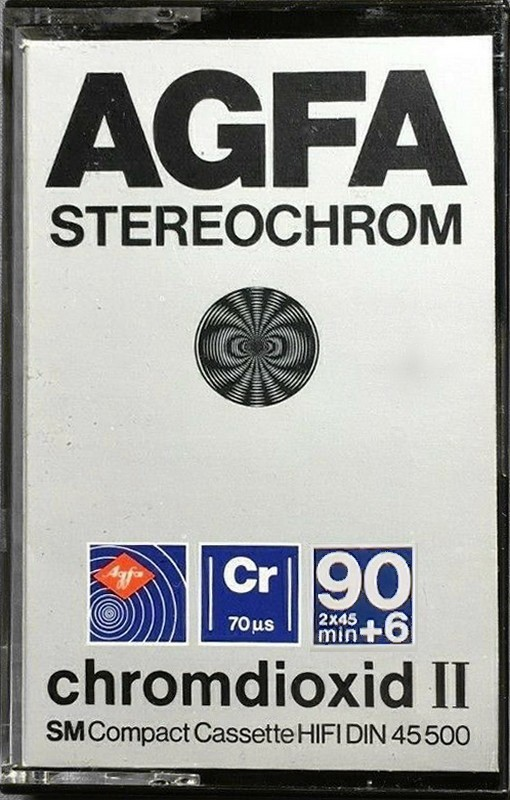 AGFA
STEREOCHROM
Agfa
Cr
70 µs
90
2x45
min +6
chromdioxid II
SM Compact Cassette HIFI DIN 45 500